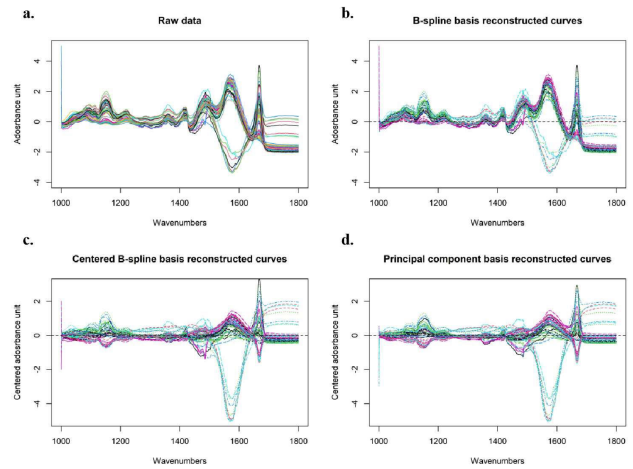 a.
Raw data
Adsorbance unit
4
2
0
-2
-4
1000 1200 1400 1600 1800
Wavenumbers
b.
B-spline basis reconstructed curves
Adsorbance unit
4
2
0
-2
-4
1000 1200 1400 1600 1800
Wavenumbers
c.
Centered B-spline basis reconstructed curves
Centered adsorbance unit
2
0
-2
-4
1000 1200 1400 1600 1800
Wavenumbers
d.
Principal component basis reconstructed curves
Centered adsorbance unit
2
0
-2
-4
1000 1200 1400 1600 1800
Wavenumbers